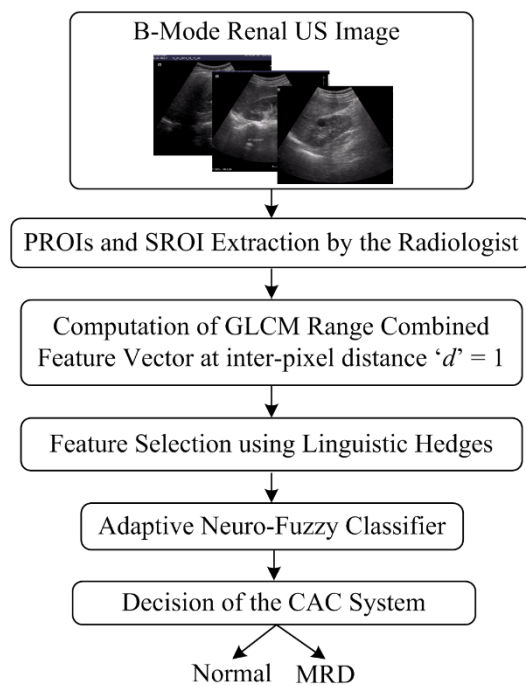 B-Mode Renal US Image
PROIs and SROI Extraction by the Radiologist
Computation of GLCM Range Combined
Feature Vector at inter-pixel distance ‘d’ = 1
Feature Selection using Linguistic Hedges
Adaptive Neuro-Fuzzy Classifier
Decision of the CAC System
Normal MRD